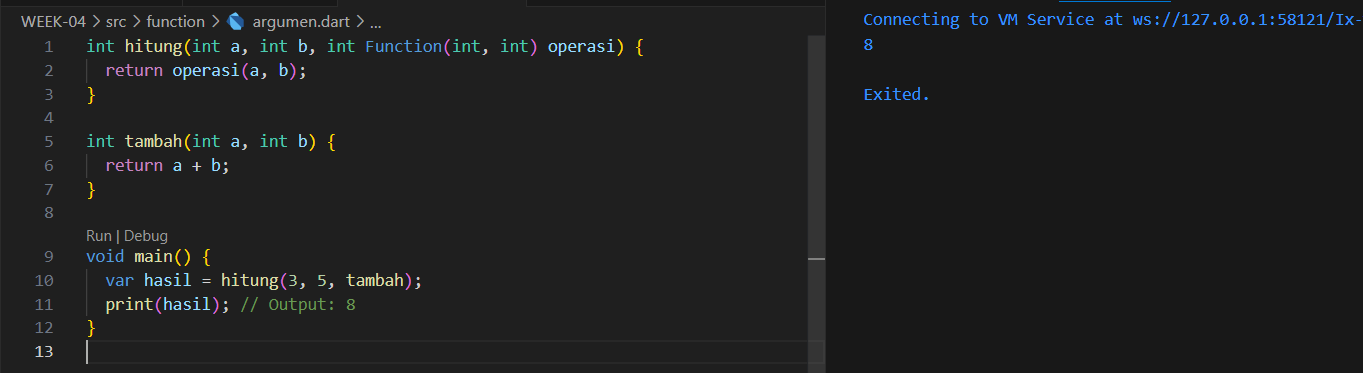 WEEK-04 > src > function > argumen.dart > ...
1 int hitung(int a, int b, int Function(int, int) operasi) {
2   return operasi(a, b);
3 }
4
5 int tambah(int a, int b) {
6   return a + b;
7 }
8
Run | Debug
9 void main() {
10   var hasil = hitung(3, 5, tambah);
11   print(hasil); // Output: 8
12 }
13
Connecting to VM Service at ws://127.0.0.1:58121/Ix-
8
Exited.